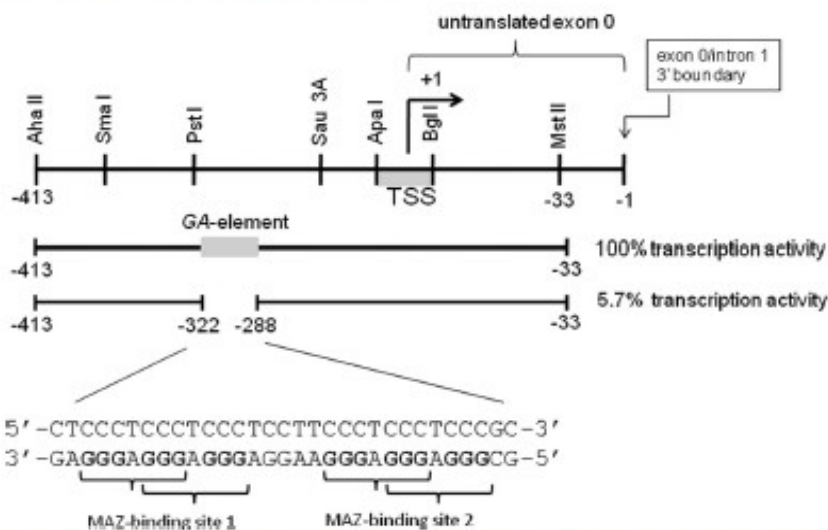 untranslated exon 0
exon 0/intron 1
3' boundary
+1
Aha II
Sma I
Pst I
Sau 3A
Apa I
Bgl I
Mst II
TSS
-413
-33
-1
GA-element
100% transcription activity
-413
-33
5.7% transcription activity
-413
-322
-288
-33
5'-CTCCCTCCCTCCCTCCTTCCCTCCCTCCCGC-3'
3'-GAGGGAGGGAGGGAGGAAGGGAGGGAGGGCG-5'
MAZ-binding site 1
MAZ-binding site 2